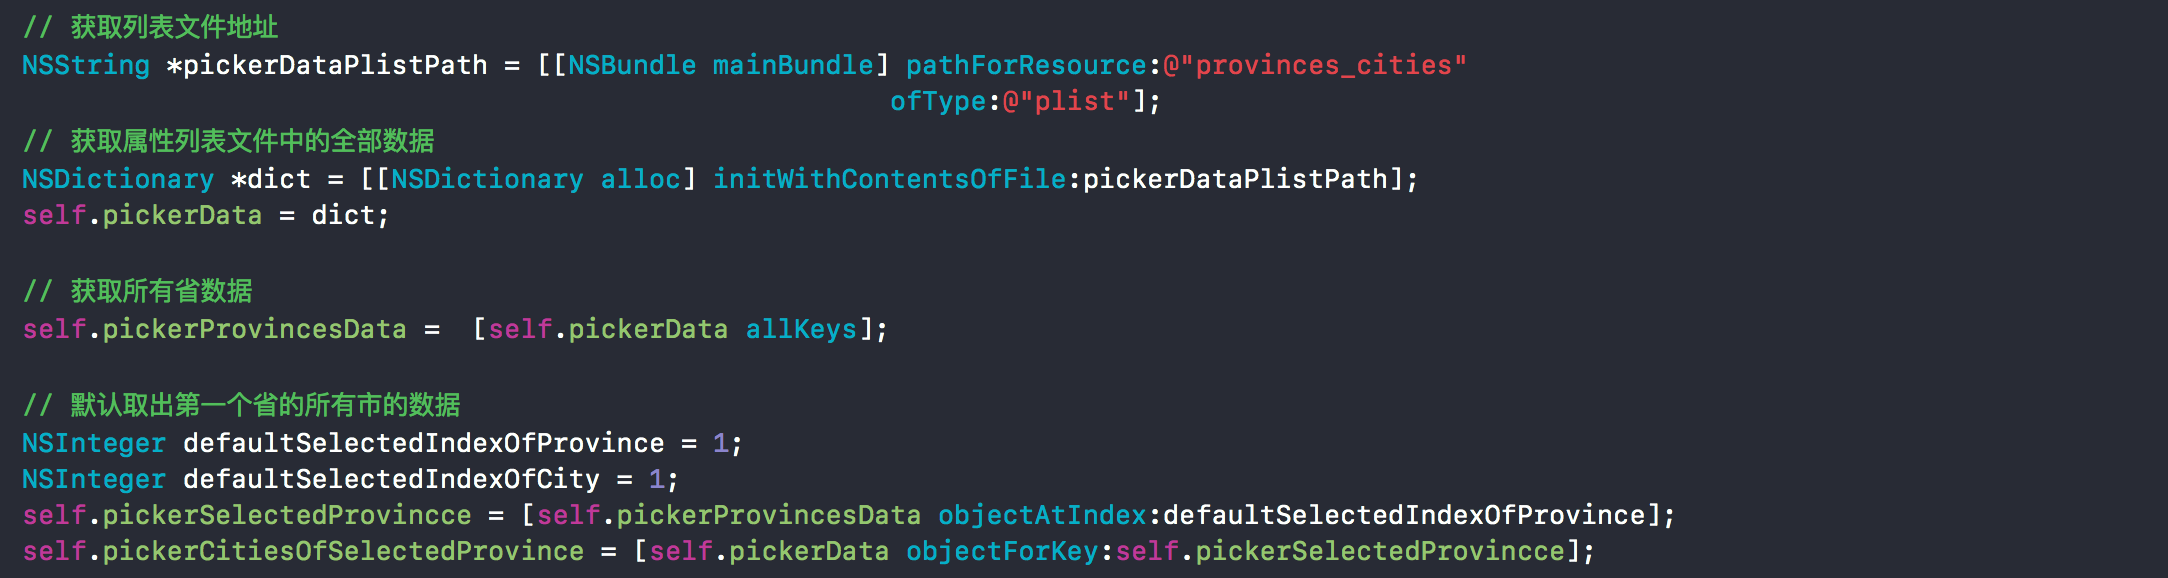 // 获取列表文件地址
NSString *pickerDataPlistPath = [[NSBundle mainBundle] pathForResource:@"provinces_cities"
ofType:@"plist"];
// 获取属性列表文件中的全部数据
NSDictionary *dict = [[NSDictionary alloc] initWithContentsOfFile:pickerDataPlistPath];
self.pickerData = dict;
// 获取所有省数据
self.pickerProvincesData =  [self.pickerData allKeys];
// 默认取出第一个省的所有市的数据
NSInteger defaultSelectedIndexOfProvince = 1;
NSInteger defaultSelectedIndexOfCity = 1;
self.pickerSelectedProvincce = [self.pickerProvincesData objectAtIndex:defaultSelectedIndexOfProvince];
self.pickerCitiesOfSelectedProvince = [self.pickerData objectForKey:self.pickerSelectedProvincce];